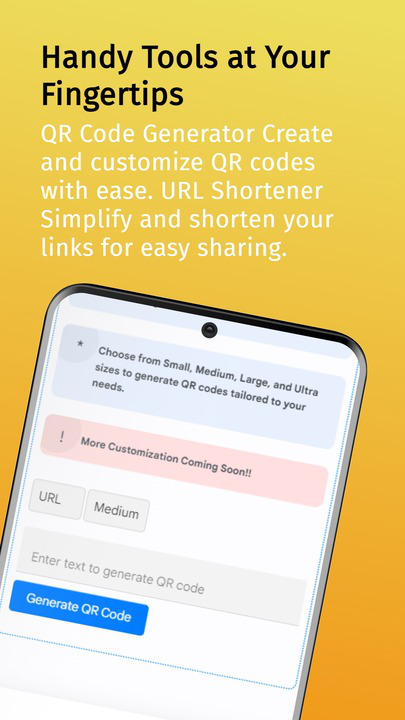 Handy Tools at Your
Fingertips
QR Code Generator Create
and customize QR codes
with ease. URL Shortener
Simplify and shorten your
links for easy sharing.
* Choose from Small, Medium, Large, and Ultra
sizes to generate QR codes tailored to your
needs.
! More Customization Coming Soon!!
URL Medium
Enter text to generate QR code
Generate QR Code